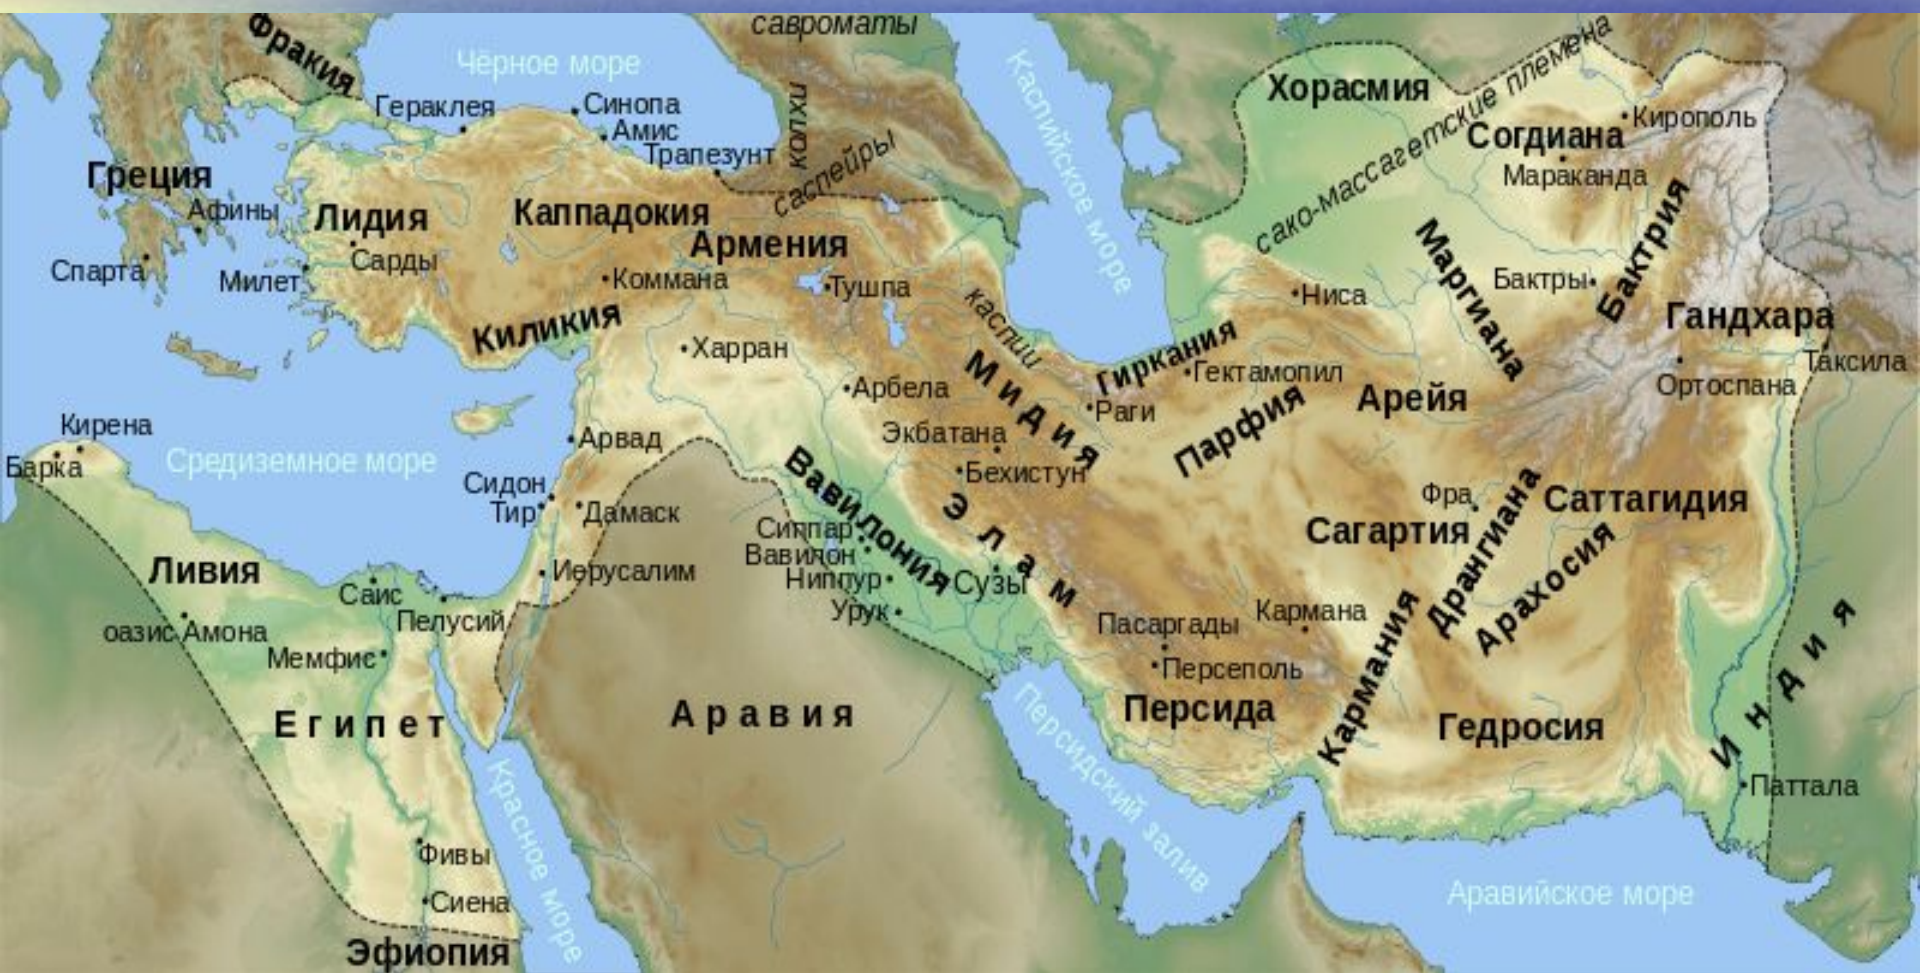 Фракия
Чёрное море
савроматы
Каспийское море
Хорасмия
сако-массагетские племена
Гераклея
Синопа
Амис
Трапезунт
колхи
саспейры
Согдиана
Кирополь
Мараканда
Греция
Афины
Спарта
Лидия
Сарды
Милет
Каппадокия
Армения
Коммана
Тушпа
каспии
Киликия
Харран
Арбела
Мидия
Экбатана
Бехистун
Раги
Гиркания
Гектамопил
Парфия
Ниса
Маргиана
Бактры
Бактрия
Гандхара
Таксила
Ортоспана
Арейя
Кирена
Барка
Средиземное море
Арвад
Сидон
Тир
Дамаск
Иерусалим
Вавилония
Сиппар
Вавилон
Ниппур
Урук
Элам
Сузы
Фра
Сагартия
Дрангиана
Саттагидия
Арахосия
Ливия
Саис
Пелусий
оазис Амона
Мемфис
Египет
Аравия
Пасаргады
Кармана
Персеполь
Персида
Кармания
Гедросия
Индия
Паттала
Персидский залив
Красное море
Фивы
Сиена
Эфиопия
Аравийское море